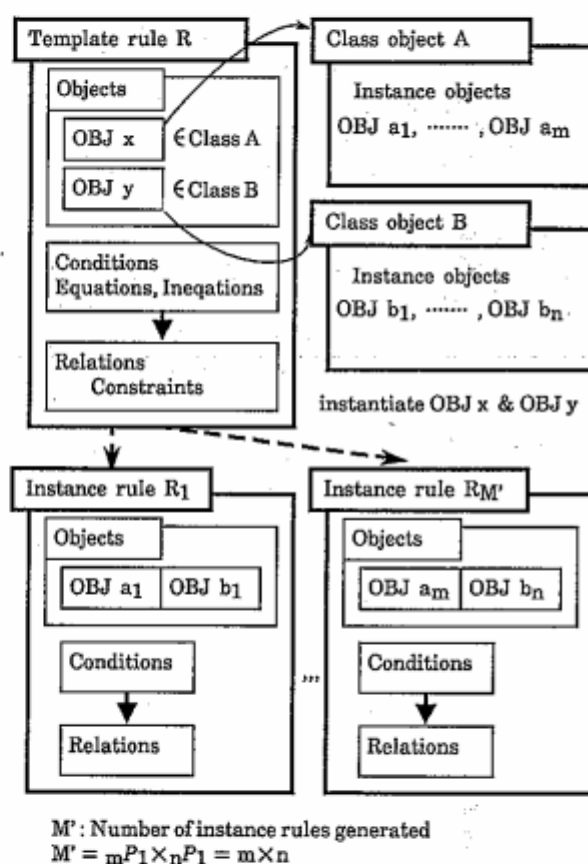 Template rule R
Objects
OBJ x ∈Class A
OBJ y ∈Class B
Conditions
Equations, Ineqations
Relations
Constraints
Class object A
Instance objects
OBJ a₁, ······· , OBJ aₘ
Class object B
Instance objects
OBJ b₁, ······· , OBJ bₙ
instantiate OBJ x & OBJ y
Instance rule R₁
Objects
OBJ a₁ OBJ b₁
Conditions
Relations
...
Instance rule R_M'
Objects
OBJ aₘ OBJ bₙ
Conditions
Relations
M' : Number of instance rules generated
M' = ₘP₁×ₙP₁ = m×n